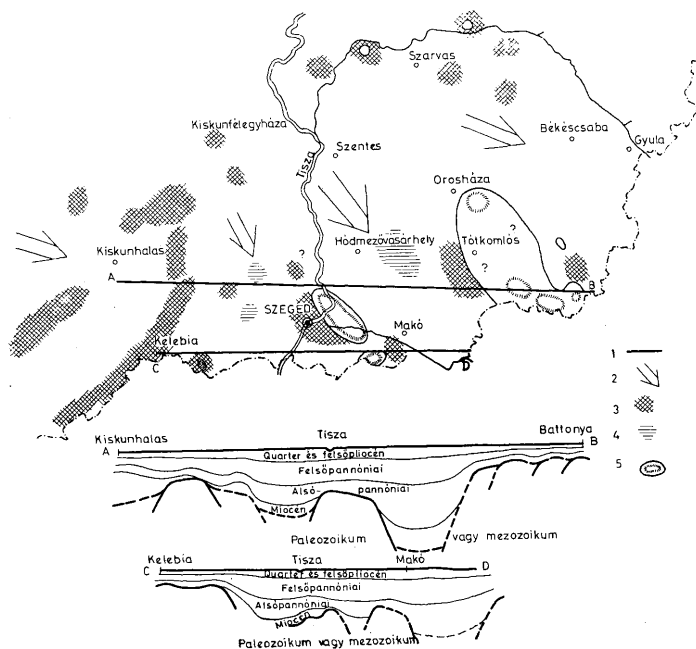 Szarvas
Kiskunfélegyháza
Tisza
Szentes
Békéscsaba
Gyula
Orosháza
?
Kiskunhalas
?
Hódmezővásárhely
Tótkomlós
?
A
B
SZEGED
Makó
Kelebia
C
D
1
2
3
4
5
Kiskunhalas
Tisza
Battonya
A
B
Quarter és felsőpliocén
Felsőpannóniai
Alsó-
pannóniai
Miocén
Paleozoikum
vagy mezozoikum
Kelebia
Tisza
Makó
C
D
Quarter és felsőpliocén
Felsőpannóniai
Alsópannóniai
Miocén
Paleozoikum vagy mezozoikum